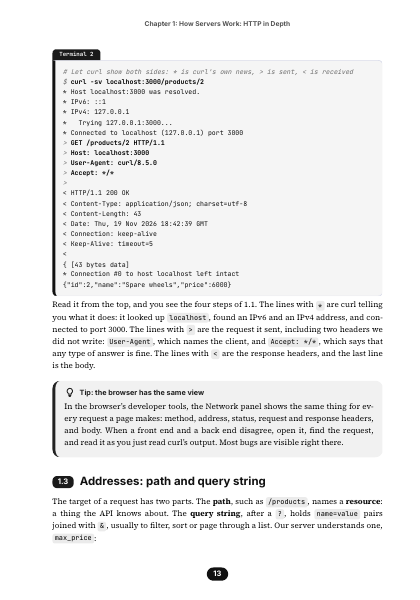 Chapter 1: How Servers Work: HTTP in Depth
Terminal 2
# Let curl show both sides: * is curl's own news, > is sent, < is received
$ curl -sv localhost:3000/products/2
* Host localhost:3000 was resolved.
* IPv6: ::1
* IPv4: 127.0.0.1
*   Trying 127.0.0.1:3000...
* Connected to localhost (127.0.0.1) port 3000
> GET /products/2 HTTP/1.1
> Host: localhost:3000
> User-Agent: curl/8.5.0
> Accept: */*
>
< HTTP/1.1 200 OK
< Content-Type: application/json; charset=utf-8
< Content-Length: 43
< Date: Thu, 19 Nov 2026 18:42:39 GMT
< Connection: keep-alive
< Keep-Alive: timeout=5
<
{ [43 bytes data]
* Connection #0 to host localhost left intact
{"id":2,"name":"Spare wheels","price":6000}
Read it from the top, and you see the four steps of 1.1. The lines with * are curl telling
you what it does: it looked up localhost, found an IPv6 and an IPv4 address, and con-
nected to port 3000. The lines with > are the request it sent, including two headers we
did not write: User-Agent, which names the client, and Accept: */*, which says that
any type of answer is fine. The lines with < are the response headers, and the last line
is the body.
Tip: the browser has the same view
In the browser's developer tools, the Network panel shows the same thing for ev-
ery request a page makes: method, address, status, request and response headers,
and body. When a front end and a back end disagree, open it, find the request,
and read it as you just read curl's output. Most bugs are visible right there.
1.3 Addresses: path and query string
The target of a request has two parts. The path, such as /products, names a resource:
a thing the API knows about. The query string, after a ?, holds name=value pairs
joined with &, usually to filter, sort or page through a list. Our server understands one,
max_price:
13